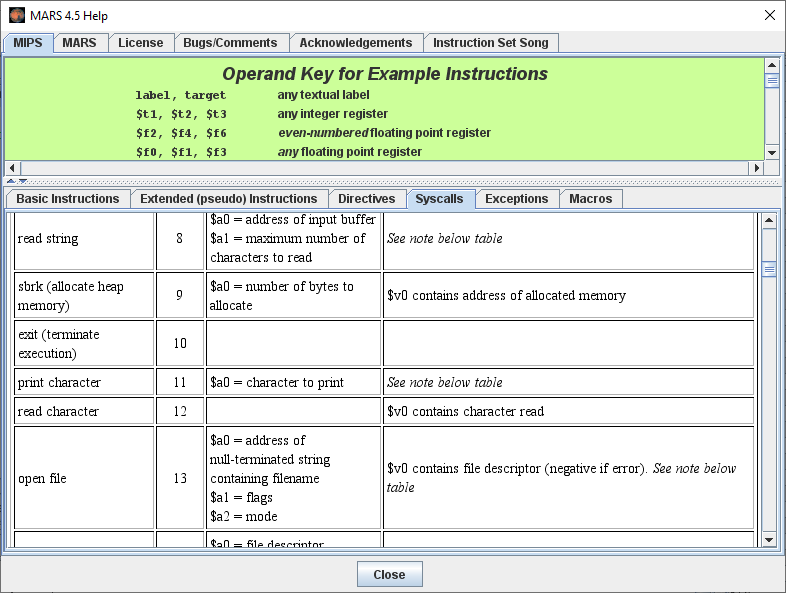 MARS 4.5 Help
MIPS MARS License Bugs/Comments Acknowledgements Instruction Set Song
Operand Key for Example Instructions
label, target any textual label
$t1, $t2, $t3 any integer register
$f2, $f4, $f6 even-numbered floating point register
$f0, $f1, $f3 any floating point register
Basic Instructions Extended (pseudo) Instructions Directives Syscalls Exceptions Macros
read string
8
$a0 = address of input buffer
$a1 = maximum number of
characters to read
See note below table
sbrk (allocate heap
memory)
9
$a0 = number of bytes to
allocate
$v0 contains address of allocated memory
exit (terminate
execution)
10
print character
11
$a0 = character to print
See note below table
read character
12
$v0 contains character read
open file
13
$a0 = address of
null-terminated string
containing filename
$a1 = flags
$a2 = mode
$v0 contains file descriptor (negative if error). See note below
table
$a0 = file descriptor
Close